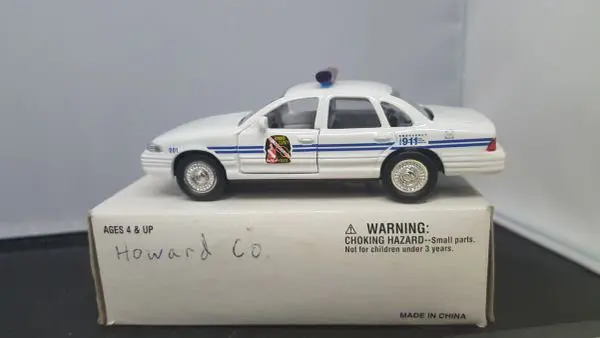 901
911
AGES 4 & UP
Howard Co.
⚠ WARNING:
CHOKING HAZARD--Small parts.
Not for children under 3 years.
MADE IN CHINA